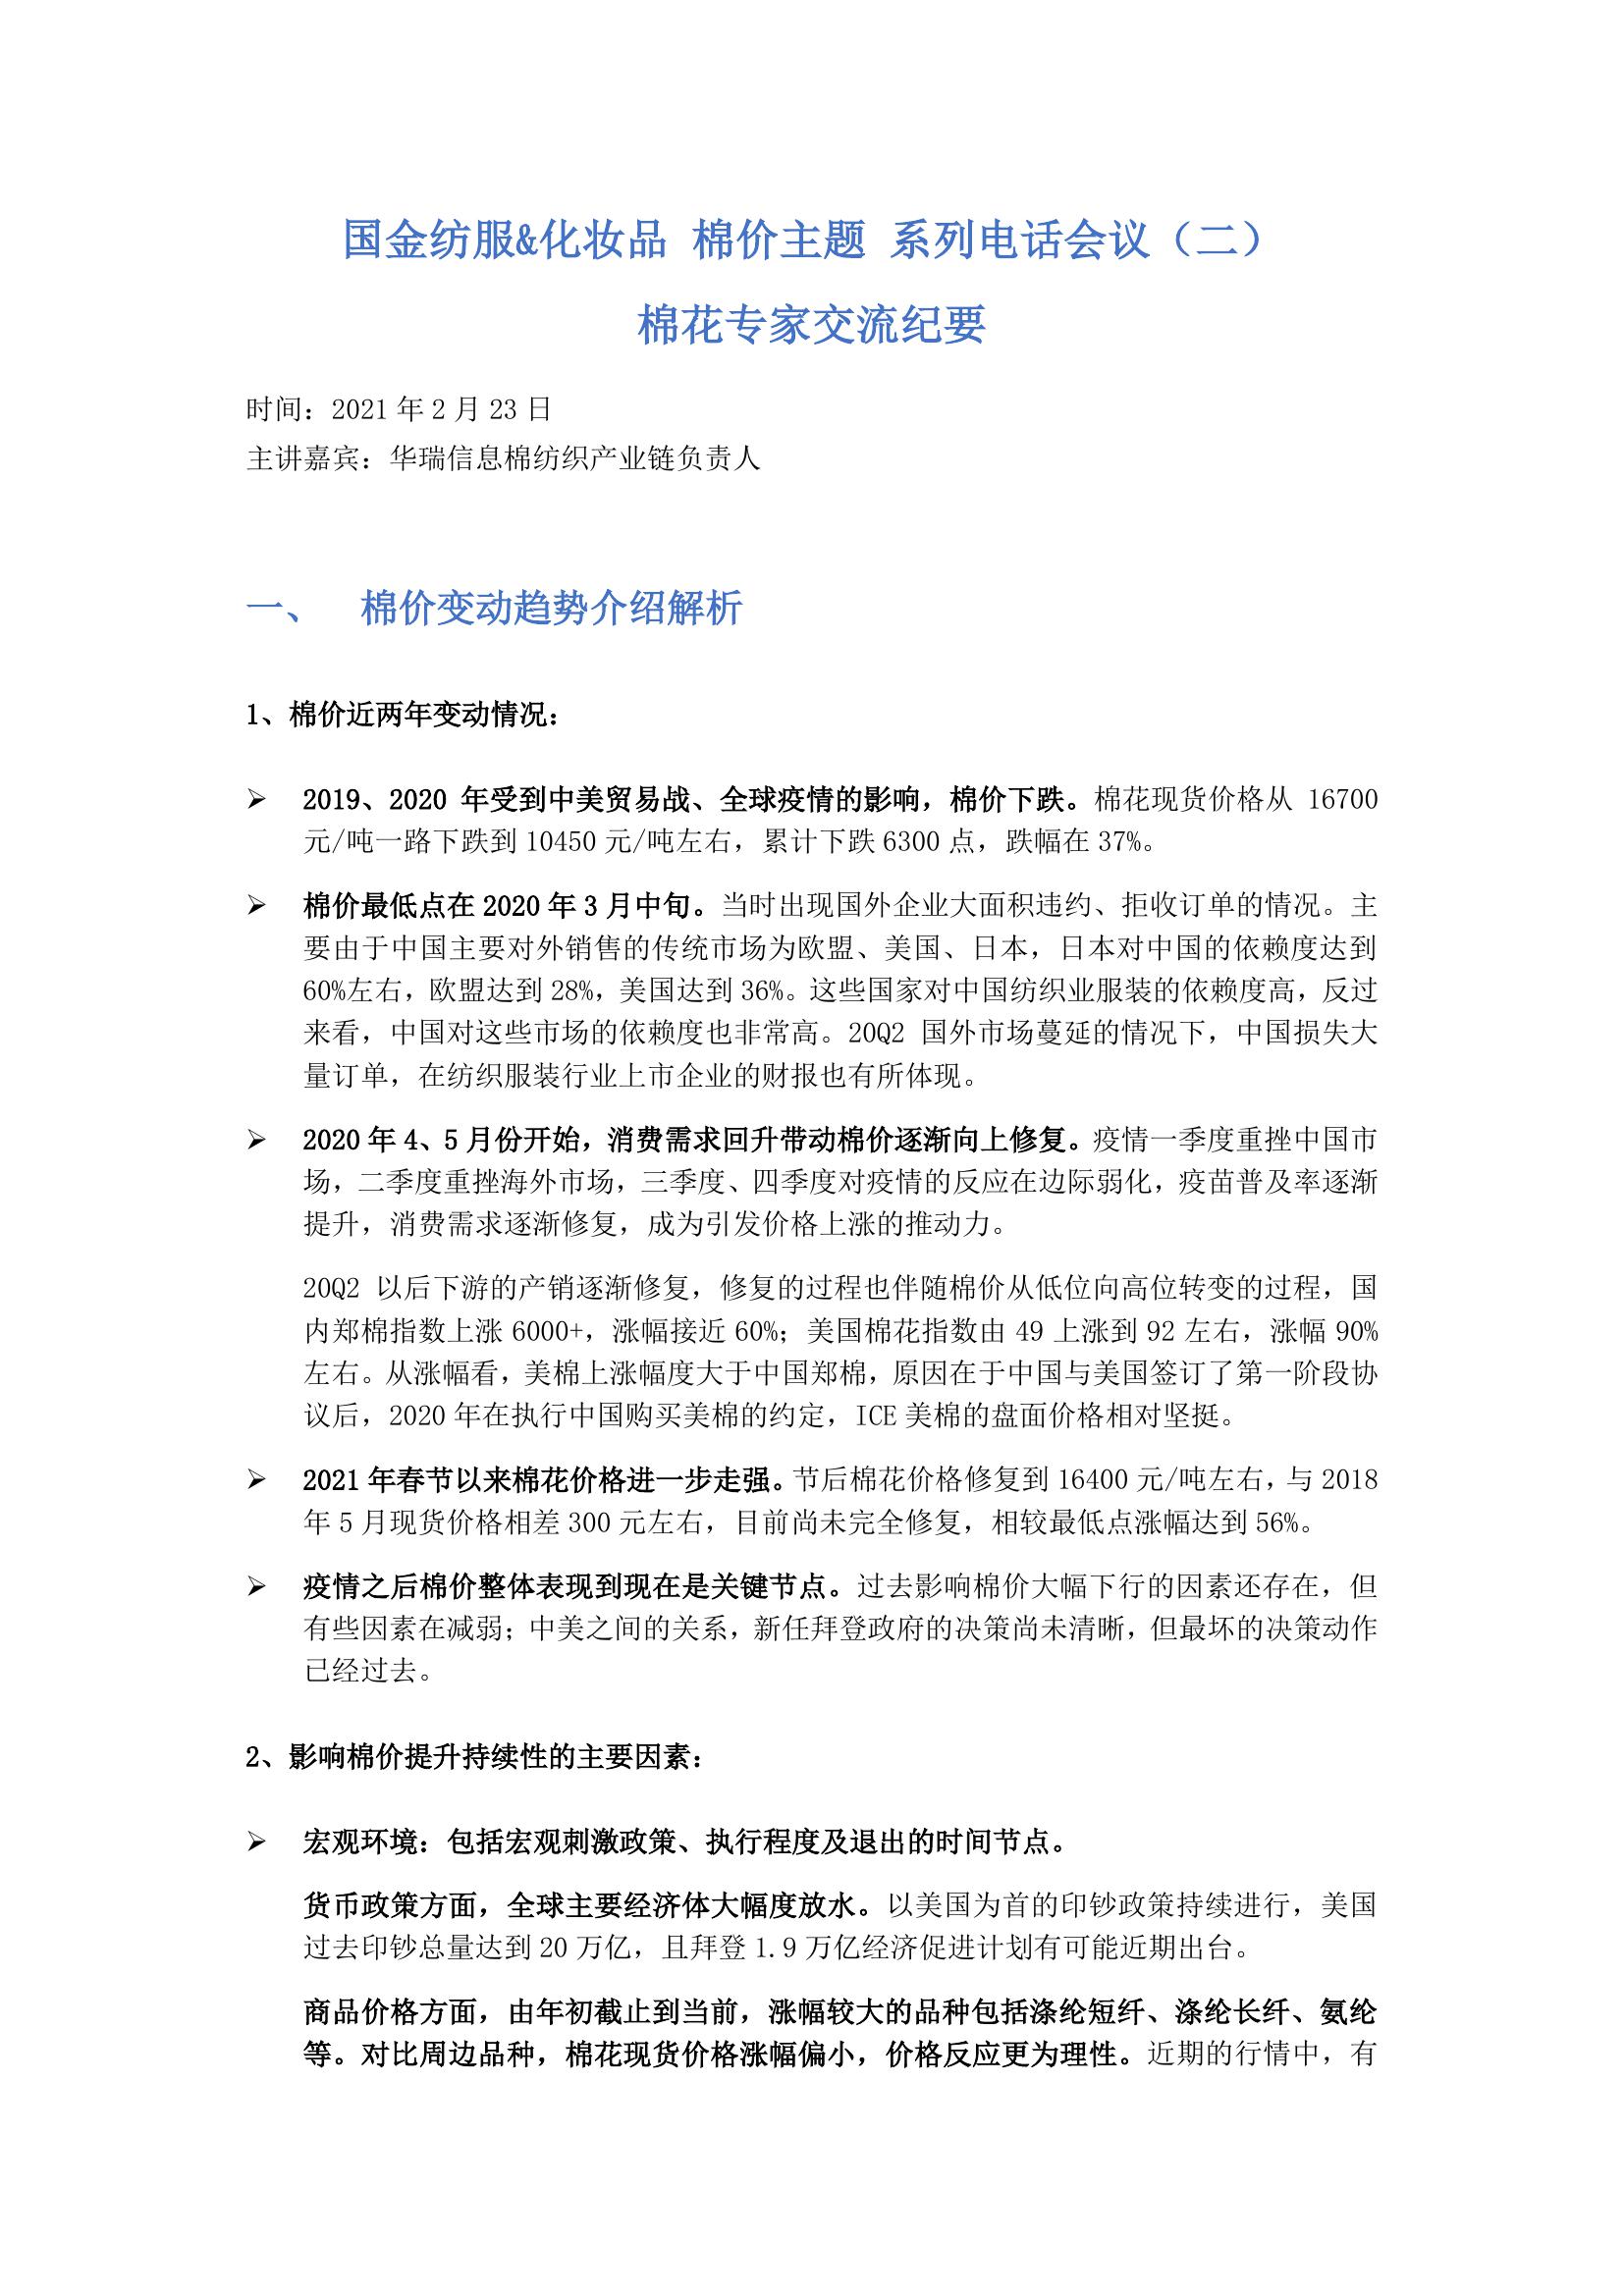 国金纺服&化妆品 棉价主题 系列电话会议（二）
棉花专家交流纪要
时间：2021 年 2 月 23 日
主讲嘉宾：华瑞信息棉纺织产业链负责人
一、 棉价变动趋势介绍解析
1、棉价近两年变动情况：
➢ 2019、2020 年受到中美贸易战、全球疫情的影响，棉价下跌。棉花现货价格从 16700
元/吨一路下跌到 10450 元/吨左右，累计下跌 6300 点，跌幅在 37%。
➢ 棉价最低点在 2020 年 3 月中旬。当时出现国外企业大面积违约、拒收订单的情况。主
要由于中国主要对外销售的传统市场为欧盟、美国、日本，日本对中国的依赖度达到
60%左右，欧盟达到 28%，美国达到 36%。这些国家对中国纺织业服装的依赖度高，反过
来看，中国对这些市场的依赖度也非常高。20Q2 国外市场蔓延的情况下，中国损失大
量订单，在纺织服装行业上市企业的财报也有所体现。
➢ 2020 年 4、5 月份开始，消费需求回升带动棉价逐渐向上修复。疫情一季度重挫中国市
场，二季度重挫海外市场，三季度、四季度对疫情的反应在边际弱化，疫苗普及率逐渐
提升，消费需求逐渐修复，成为引发价格上涨的推动力。
20Q2 以后下游的产销逐渐修复，修复的过程也伴随棉价从低位向高位转变的过程，国
内郑棉指数上涨 6000+，涨幅接近 60%；美国棉花指数由 49 上涨到 92 左右，涨幅 90%
左右。从涨幅看，美棉上涨幅度大于中国郑棉，原因在于中国与美国签订了第一阶段协
议后，2020 年在执行中国购买美棉的约定，ICE 美棉的盘面价格相对坚挺。
➢ 2021 年春节以来棉花价格进一步走强。节后棉花价格修复到 16400 元/吨左右，与 2018
年 5 月现货价格相差 300 元左右，目前尚未完全修复，相较最低点涨幅达到 56%。
➢ 疫情之后棉价整体表现到现在是关键节点。过去影响棉价大幅下行的因素还存在，但
有些因素在减弱；中美之间的关系，新任拜登政府的决策尚未清晰，但最坏的决策动作
已经过去。
2、影响棉价提升持续性的主要因素：
➢ 宏观环境：包括宏观刺激政策、执行程度及退出的时间节点。
货币政策方面，全球主要经济体大幅度放水。以美国为首的印钞政策持续进行，美国
过去印钞总量达到 20 万亿，且拜登 1.9 万亿经济促进计划有可能近期出台。
商品价格方面，由年初截止到当前，涨幅较大的品种包括涤纶短纤、涤纶长纤、氨纶
等。对比周边品种，棉花现货价格涨幅偏小，价格反应更为理性。近期的行情中，有